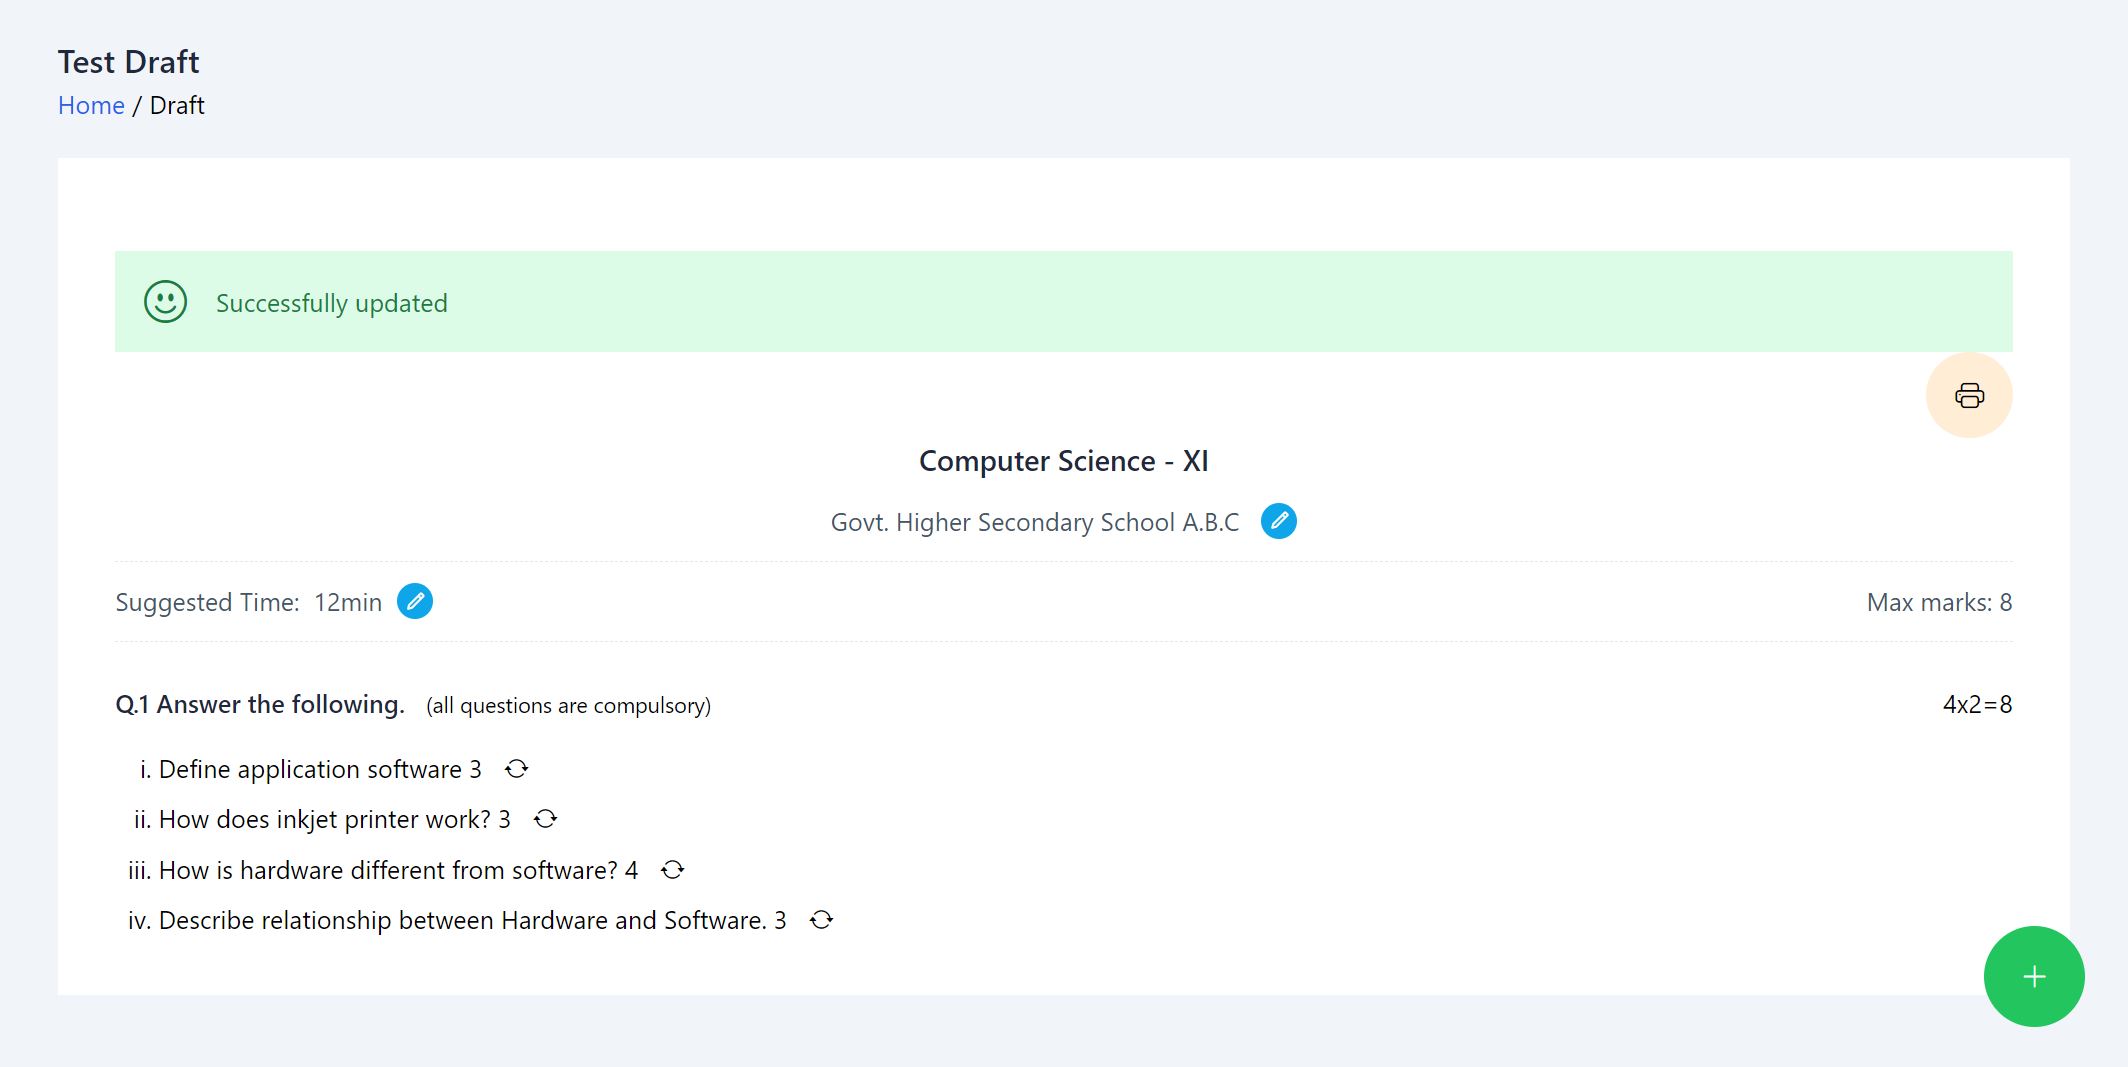 Test Draft
Home / Draft
Successfully updated
Computer Science - XI
Govt. Higher Secondary School A.B.C
Suggested Time: 12min Max marks: 8
Q.1 Answer the following. (all questions are compulsory) 4x2=8
i. Define application software 3
ii. How does inkjet printer work? 3
iii. How is hardware different from software? 4
iv. Describe relationship between Hardware and Software. 3